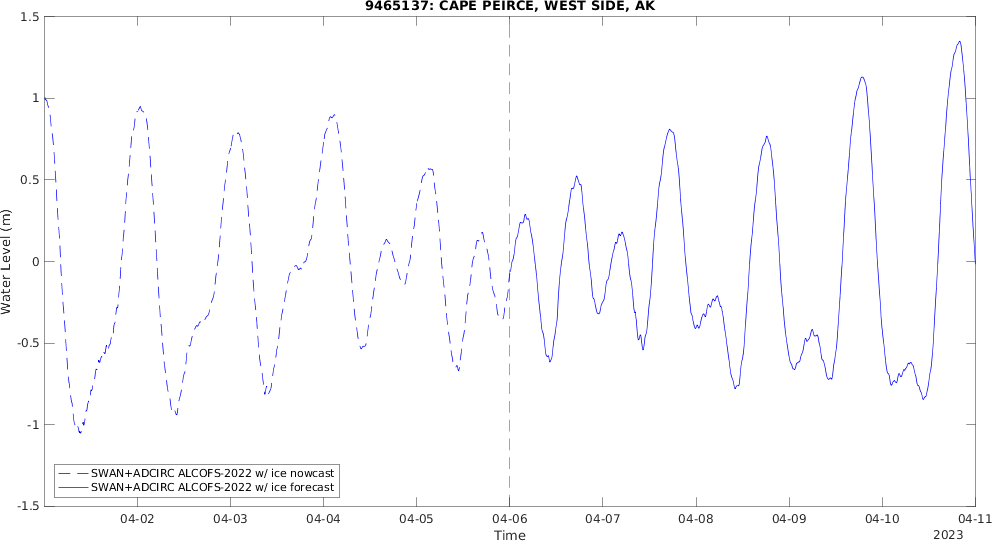 9465137: CAPE PEIRCE, WEST SIDE, AK
1.5
1
0.5
0
-0.5
-1
-1.5
Water Level (m)
SWAN+ADCIRC ALCOFS-2022 w/ ice nowcast
SWAN+ADCIRC ALCOFS-2022 w/ ice forecast
04-02 04-03 04-04 04-05 04-06 04-07 04-08 04-09 04-10 04-11
Time
2023